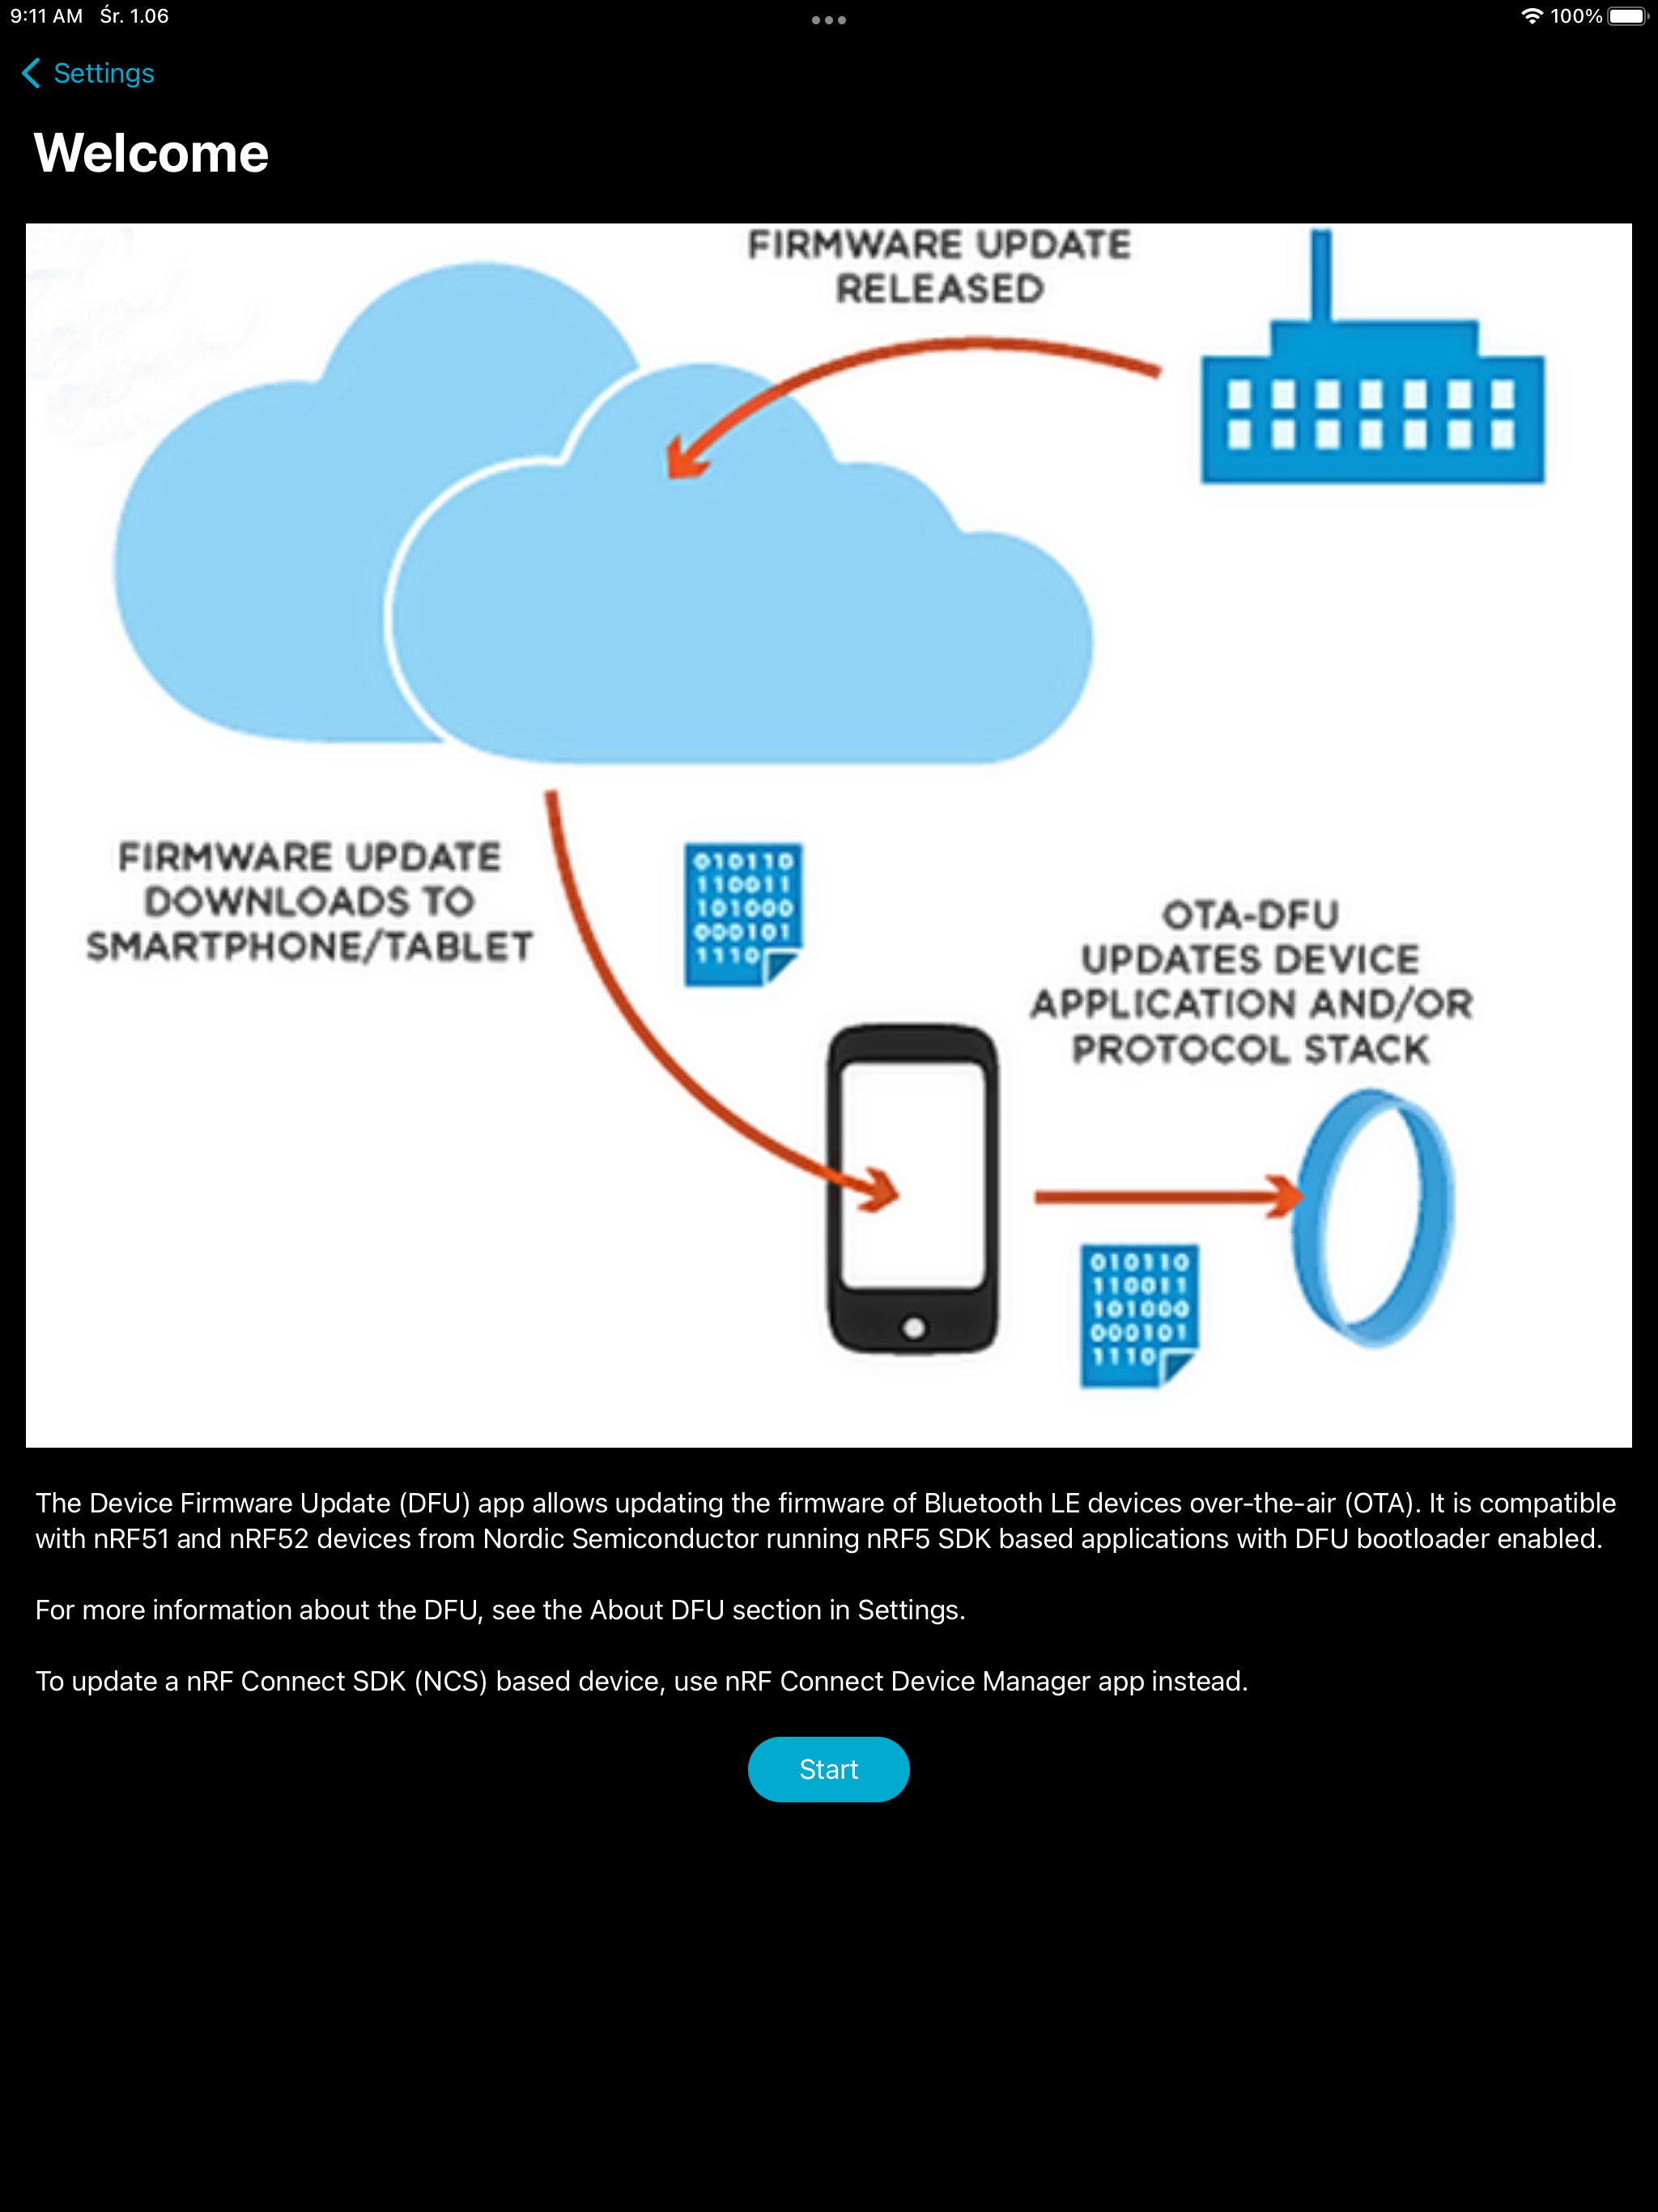 9:11 AM Śr. 1.06
100%
Settings
Welcome
FIRMWARE UPDATE
RELEASED
FIRMWARE UPDATE
DOWNLOADS TO
SMARTPHONE/TABLET
010110
110011
101000
000101
1110
OTA-DFU
UPDATES DEVICE
APPLICATION AND/OR
PROTOCOL STACK
010110
110011
101000
000101
1110
The Device Firmware Update (DFU) app allows updating the firmware of Bluetooth LE devices over-the-air (OTA). It is compatible
with nRF51 and nRF52 devices from Nordic Semiconductor running nRF5 SDK based applications with DFU bootloader enabled.
For more information about the DFU, see the About DFU section in Settings.
To update a nRF Connect SDK (NCS) based device, use nRF Connect Device Manager app instead.
Start